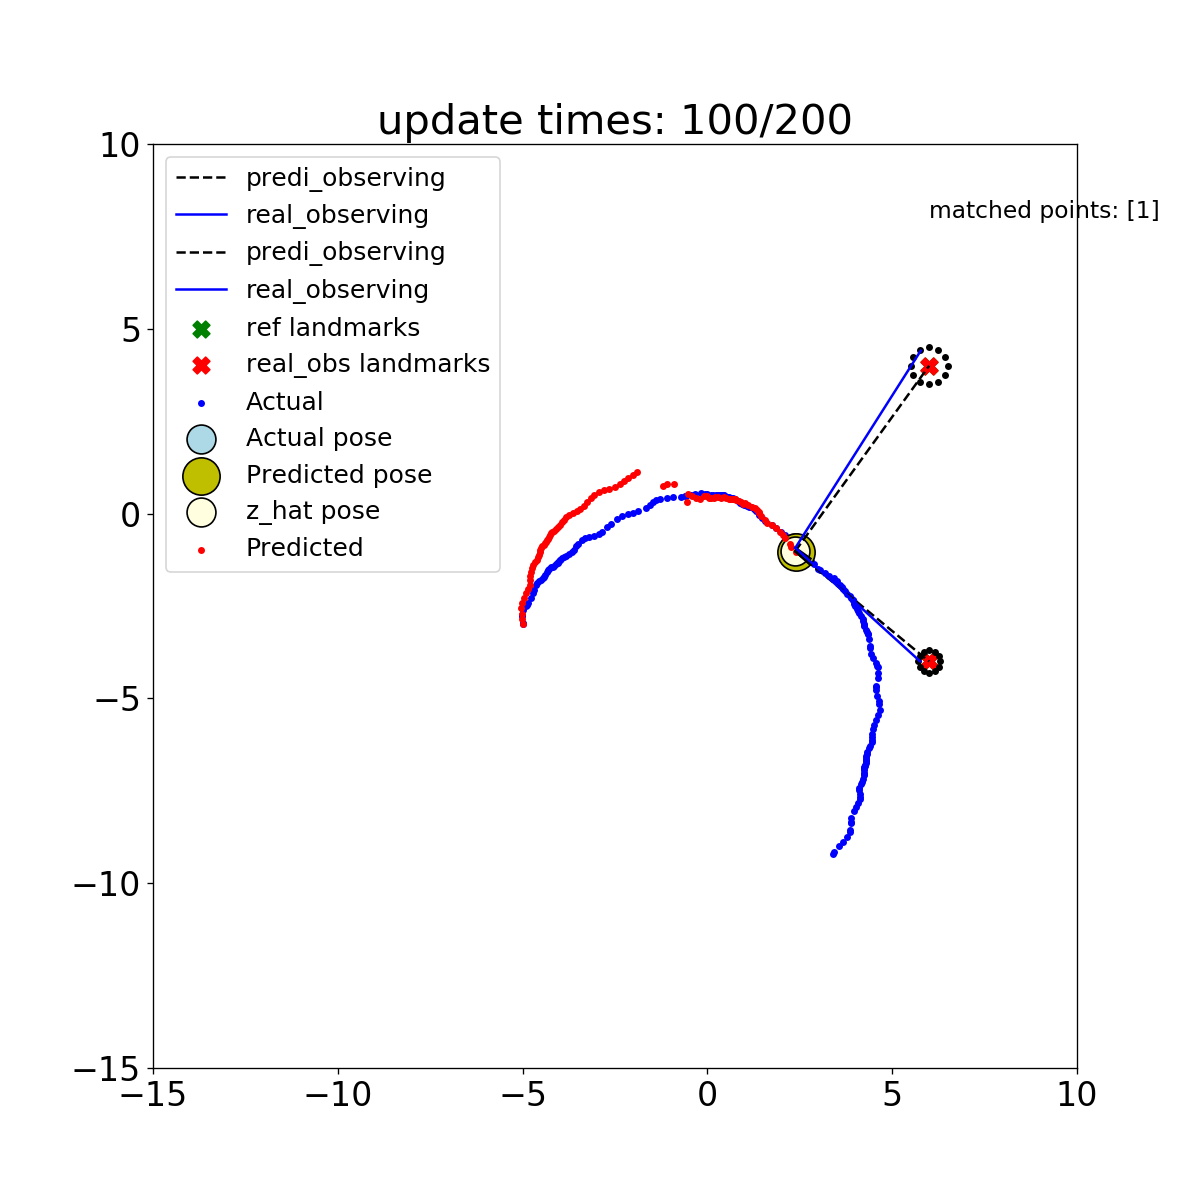 update times: 100/200
10
predi_observing
real_observing
matched points: [1]
predi_observing
real_observing
5
ref landmarks
real_obs landmarks
Actual
Actual pose
Predicted pose
0
z_hat pose
Predicted
−5
−10
−15
−15 −10 −5 0 5 10